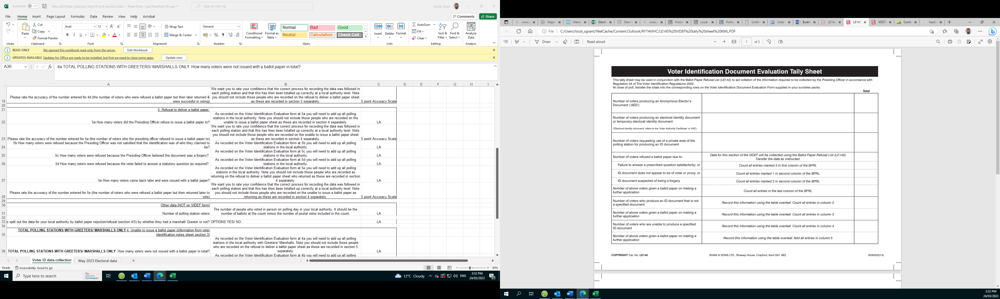 AutoSave Off May 2023 Data collection Voter ID and standard data - Read-Only • Last Modified: 4h ago Search (Alt+Q) Sandy Grant
File Home Insert Page Layout Formulas Data Review View Help Acrobat Comments Share
Paste Cut Copy Format Painter Arial 12 Wrap Text Merge & Center General
Conditional Formatting Format as Table Normal Bad Good Neutral Calculation Check Cell
Insert Delete Format AutoSum Fill Clear Sort & Filter Find & Select Analyze Data
Undo Clipboard Font Alignment Number Styles Cells Editing Analysis
READ-ONLY We opened this workbook read-only from the server. Edit Workbook
UPDATES AVAILABLE Updates for Office are ready to be installed, but first we need to close some apps. Update now
A36 fx 4a TOTAL POLLING STATIONS WITH GREETERS/ MARSHALLS ONLY How many voters were not issued with a ballot paper in total?
A B C D E F G H I
We want you to rate your confidence that the correct process for recording the data was followed in
each polling station and that this has then been totalled up correctly at a local authority level. Note
Please rate the accuracy of the number entered for 4d (the number of voters who were refused a ballot paper but then later returned & you should not include those people who are recorded on the refusal to deliver a ballot paper sheet
19 were succesful in voting) as these are recorded in section 5 separately. 5 point Accuracy Scale
20
21 5. Refusal to deliver a ballot paper
As recorded on the Voter Identification Evaluation form at 5a you will need to add up all polling
stations in the local authority. Note you should not include those people who are recorded on the
22 5a How many voters did the Presiding Officer refuse to issue a ballot paper to? unable to issue a ballot paper sheet as these are recorded in section 4 separately. LA
We want you to rate your confidence that the correct process for recording the data was followed in
each polling station and that this has then been totalled up correctly at a local authority level. Note
you should not include those people who are recorded on the unable to issue a ballot paper sheet
23 Please rate the accuracy of the number entered for 5a (the number of voters who the presiding officer refused to issue a ballot paper to) as these are recorded in section 4 separately. 5 point Accuracy Scale
5b How many voters were refused because the Presiding Officer was not satisfied that the identification was of who they claimed to As recorded on the Voter Identification Evaluation form at 5b you will need to add up all polling
24 be? stations in the local authority. LA
As recorded on the Voter Identification Evaluation form at 5c you will need to add up all polling
25 5c How many voters were refused because the Presiding Officer believed the document was a forgery? stations in the local authority. LA
As recorded on the Voter Identification Evaluation form at 5d you will need to add up all polling
26 5d How many voters were refused because the voter failed to answer a statutory question as required? stations in the local authority. LA
As recorded on the Voter Identification Evaluation form at 5e you will need to add up all polling
stations in the local authority. Note you should not include those people who are recorded as
returning on the refusal to deliver a ballot paper sheet who returned as these are recorded in section
27 5e How many voters came back later and were issued with a ballot paper? 4 separately. LA
We want you to rate your confidence that the correct process for recording the data was followed in
each polling station and that this has then been totalled up correctly at a local authority level. Note
Please rate the accuracy of the number entered for 5e (the number of voters who were refused a ballot paper but then returned later to you should not include those people who are recorded on the unable to issue a ballot paper as
28 vote) returning as these are recorded in section 4 separately. 5 point Accuracy Scale
29
30 Other data (NOT on VIDEF form)
The number of people who voted in person on polling day in your local authority. It should be the
31 Number of polling station voters number of ballots at the count minus the number of postal votes included in the count. LA
32
33 o split out the data for your local authority by ballot paper rejection/refusal (section 4/5) by whether they had a marshall/ Greeter or not? OPTIONS YES/ NO. LA
34
TOTAL POLLING STATIONS WITH GREETERS/ MARSHALLS ONLY 4. Unable to issue a ballot paper (information from voter
35 identification notes sheet section 3)
As recorded on the Voter Identification Evaluation form at 4a you will need to add up all polling
stations in the local authority with Greeters/ Marshalls. Note you should not include those people
who are recorded on the refusal to deliver a ballot paper sheet as these are recorded in section 5
36 TOTAL POLLING STATIONS WITH GREETERS/ MARSHALLS ONLY How many voters were not issued with a ballot paper in total? separately. LA
As recorded on the Voter Identification Evaluation form at 4b you will need to add up all polling
Voter ID data collection May 2023 Electoral data
Ready Accessibility: Good to go 80%
Type here to search The Electoral Commission 12°C Cloudy ENG 3:32 PM 24/03/2023 21
www. https: Mend Electic New t www. Home Local Polling Untitl Voter Buleti LE142 LE145 XSSTH Conta hastin
File C:/Users/local_sgrant/INetCache/Content.Outlook/RY7AVIHC/LE145%20VIDEF%20tally%20sheet%20KML.PDF
Draw Read aloud 1 of 2
Voter Identification Document Evaluation Tally Sheet
This tally sheet may be used in conjunction with the Ballot Paper Refusal List (LE142) to aid collation of the information required to be collected by the Presiding Officer in accordance with
Regulation 34 of The Voter Identification Regulations 2022.
At close of poll, transfer the totals into the corresponding rows on the Voter Identification Document Evaluation Form supplied in your sundries packs.
Total
Number of voters producing an Anonymous Elector's
Document ('AED')
Number of voters producing an electoral identity document
or temporary electoral identity document
('Electoral identity document' refers to the 'Voter Authority Certificate' or VAC)
Number of voters requesting use of a private area of the
polling station for producing an ID document
Number of voters refused a ballot paper due to: Data for this section of the VIDEF will be collected using the Ballot Paper Refusal List (LE142).
Transfer the data as instructed.
Failure to answer a prescribed question satisfactorily; or Count all entries marked 3 in first column of the BPRL
ID document does not appear to be of voter or proxy; or Count all entries marked 1 in second column of the BPRL
ID document suspected of being a forgery Count all entries marked 2 in second column of the BPRL
Number of above voters given a ballot paper on making a
further application Count all entries in the last column of the BPRL
Number of voters who produce an ID document that is not
a specified document Record this information using the table overleaf. Count all entries in column 2
Number of above voters given a ballot paper on making a
further application Record this information using the table overleaf. Count all entries in column 3
Number of voters who are unable to produce a specified
ID document Record this information using the table overleaf. Count all entries in column 4
Number of above voters given a ballot paper on making a
further application Record this information using the table overleaf. Add all entries in column 5
COPYRIGHT Cat. No. LE145 SHAW & SONS LTD., Shaway House, Crayford, Kent DA1 4BZ X030323(14)
3:32 PM
24/03/2023